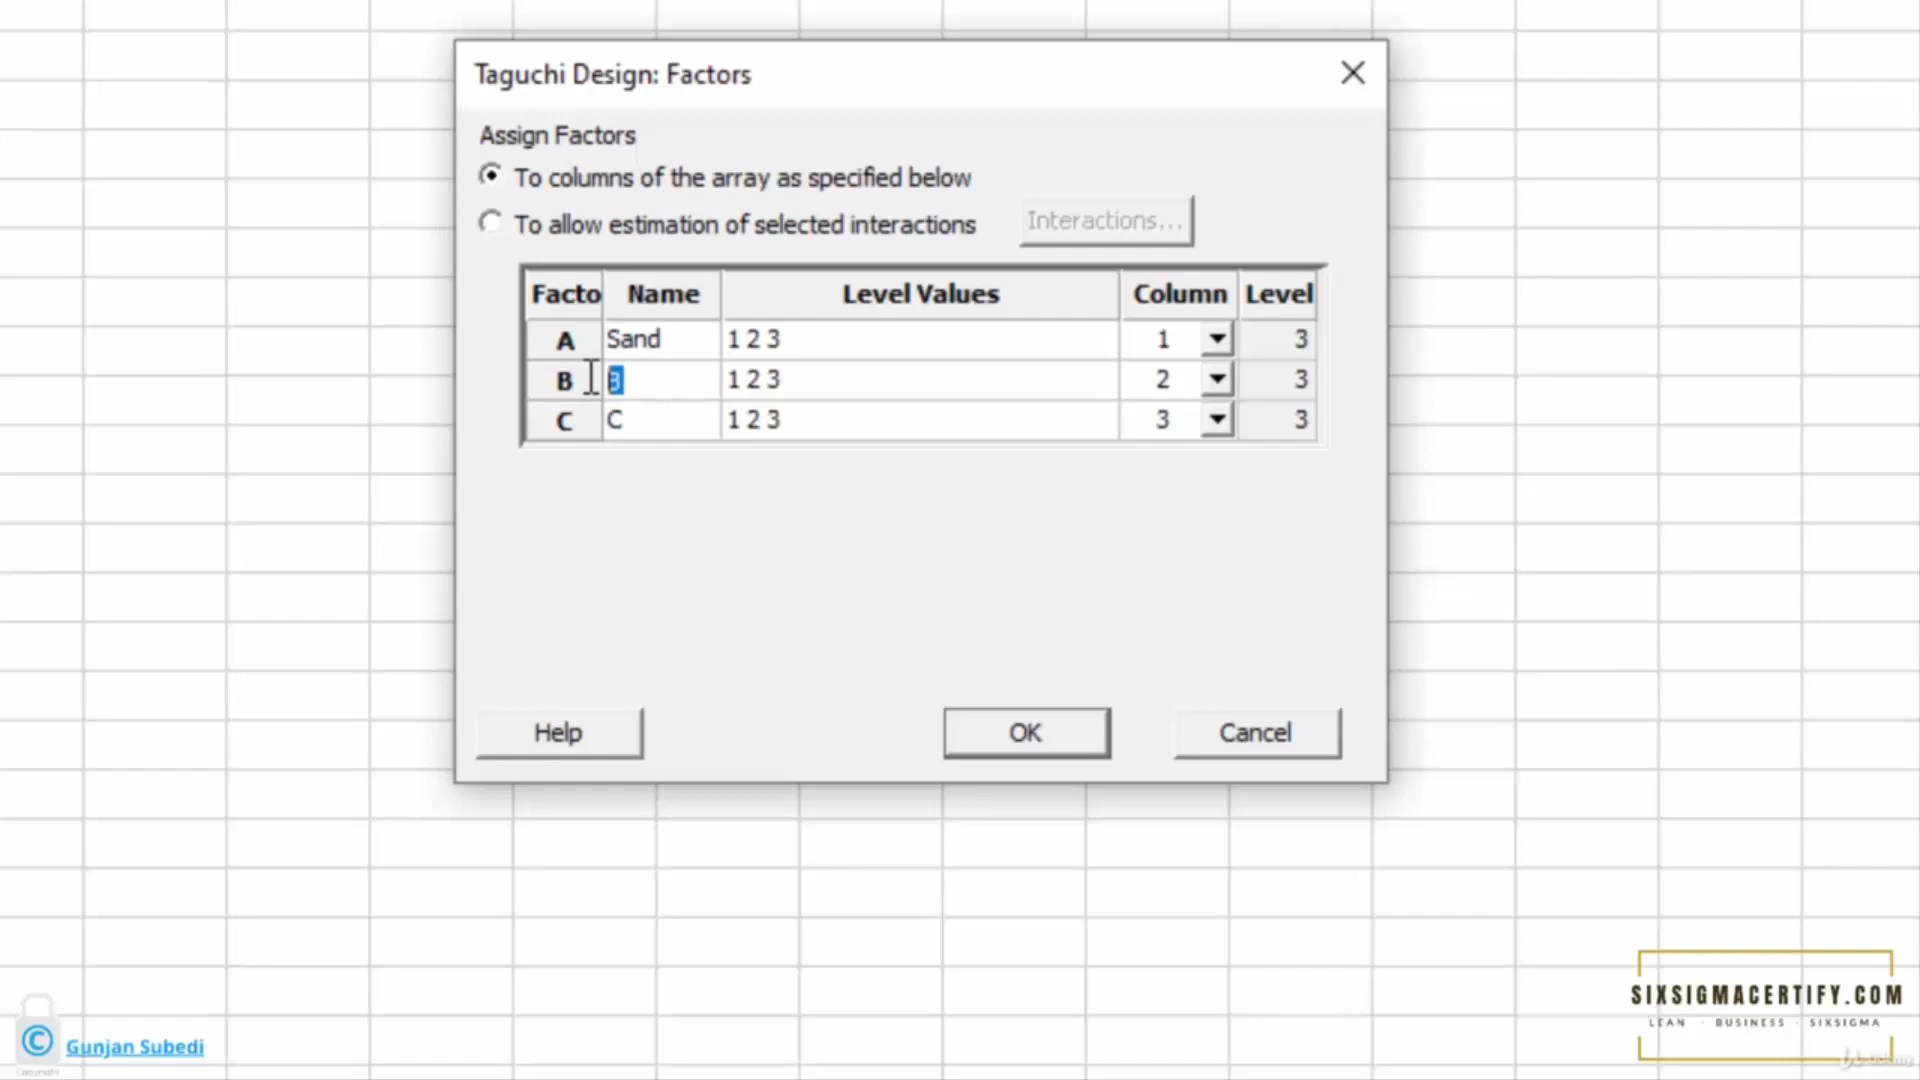 Taguchi Design: Factors
Assign Factors
To columns of the array as specified below
To allow estimation of selected interactions
Interactions...
Facto Name Level Values Column Level
A Sand 1 2 3 1 3
B B 1 2 3 2 3
C C 1 2 3 3 3
Help OK Cancel
SIXSIGMACERTIFY.COM
LEAN · BUSINESS · SIXSIGMA
© Gunjan Subedi
Copyright